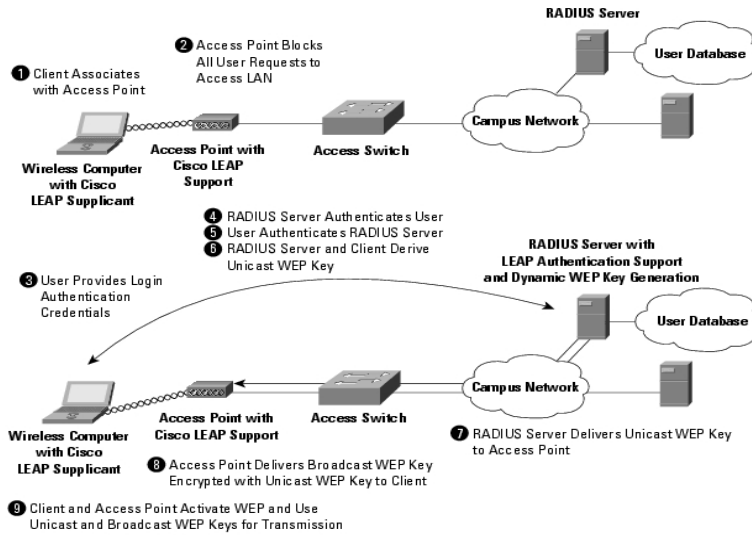 RADIUS Server
2 Access Point Blocks
All User Requests to
Access LAN
User Database
1 Client Associates
with Access Point
Campus Network
Access Point with
Cisco LEAP
Support
Access Switch
Wireless Computer
with Cisco
LEAP Supplicant
4 RADIUS Server Authenticates User
5 User Authenticates RADIUS Server
6 RADIUS Server and Client Derive
Unicast WEP Key
RADIUS Server with
LEAP Authentication Support
and Dynamic WEP Key Generation
3 User Provides Login
Authentication
Credentials
User Database
Campus Network
Access Point with
Cisco LEAP Support
Access Switch
Wireless Computer
with Cisco
LEAP Supplicant
7 RADIUS Server Delivers Unicast WEP Key
to Access Point
8 Access Point Delivers Broadcast WEP Key
Encrypted with Unicast WEP Key to Client
9 Client and Access Point Activate WEP and Use
Unicast and Broadcast WEP Keys for Transmission